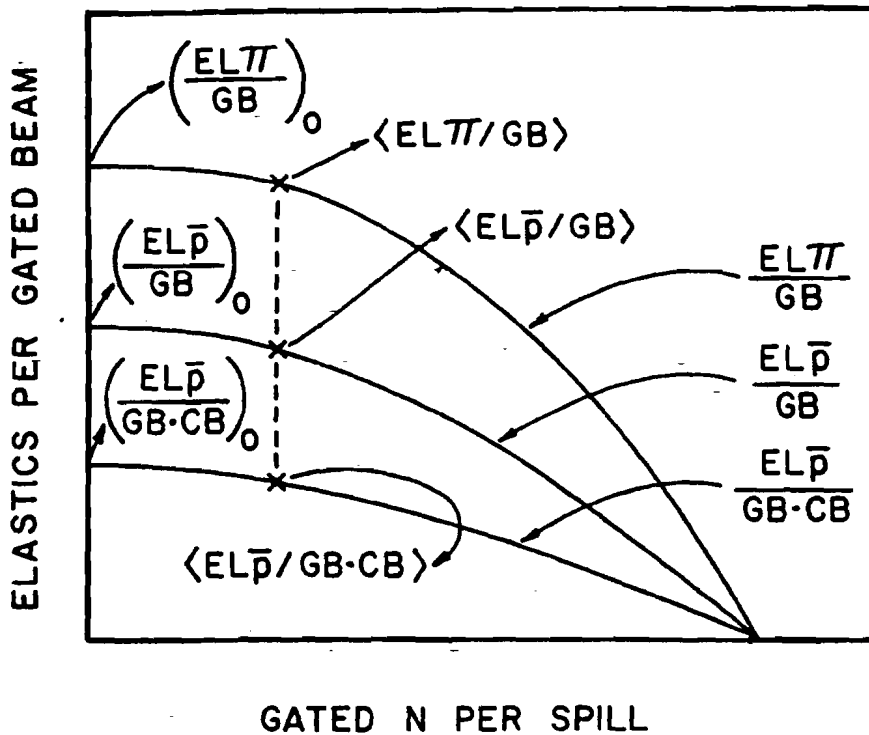 ELASTICS PER GATED BEAM
(ELπ/GB)₀
⟨ELπ/GB⟩
(ELp̄/GB)₀
⟨ELp̄/GB⟩
ELπ/GB
(ELp̄/GB·CB)₀
ELp̄/GB
ELp̄/GB·CB
⟨ELp̄/GB·CB⟩
GATED N PER SPILL